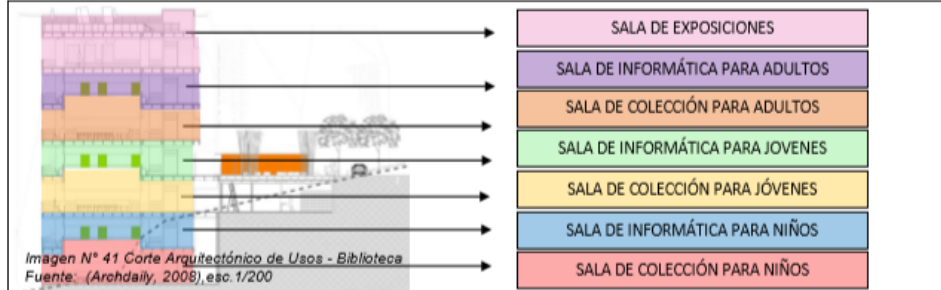 SALA DE EXPOSICIONES
SALA DE INFORMÁTICA PARA ADULTOS
SALA DE COLECCIÓN PARA ADULTOS
SALA DE INFORMÁTICA PARA JOVENES
SALA DE COLECCIÓN PARA JÓVENES
SALA DE INFORMÁTICA PARA NIÑOS
SALA DE COLECCIÓN PARA NIÑOS
Imagen N° 41 Corte Arquitectónico de Usos - Biblioteca
Fuente: (Archdaily, 2008),esc.1/200